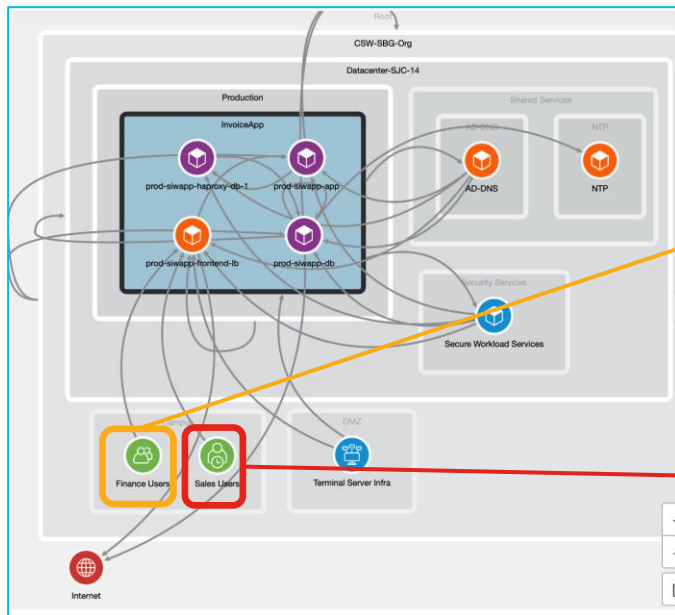 Root
CSW-SBG-Org
Datacenter-SJC-14
Production
Shared Services
InvoiceApp
AD-DNS
NTP
prod-siwapp-haproxy-db-1
prod-siwapp-app
AD-DNS
NTP
prod-siwapp-frontend-lb
prod-siwapp-db
Security Services
Secure Workload Services
Campus
DMZ
Finance Users
Sales Users
Terminal Server Infra
Internet